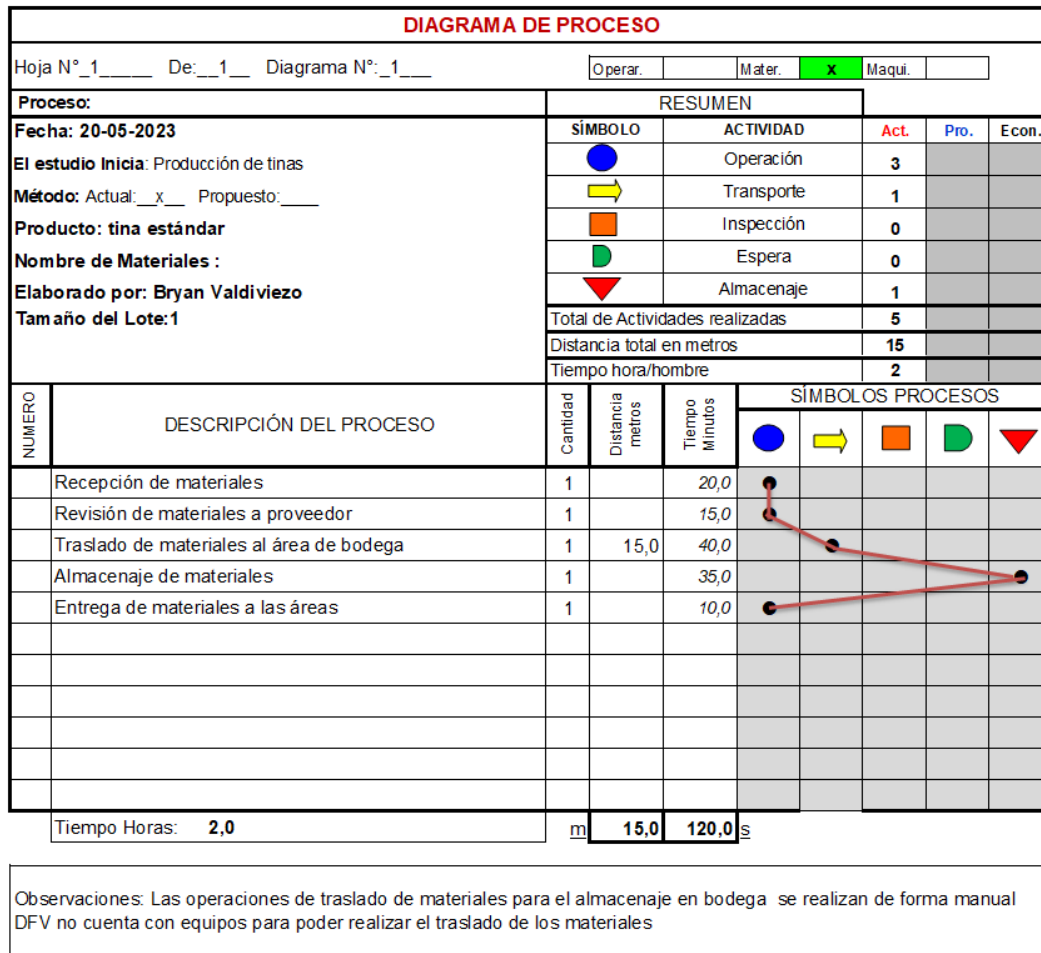 DIAGRAMA DE PROCESO
Hoja N°_1_____ De:__1__ Diagrama N°:_1___
Operar. Mater. x Maqui.
Proceso: RESUMEN
Fecha: 20-05-2023 SÍMBOLO ACTIVIDAD Act. Pro. Econ.
El estudio Inicia: Producción de tinas Operación 3
Método: Actual:__x__ Propuesto:____ Transporte 1
Producto: tina estándar Inspección 0
Nombre de Materiales : Espera 0
Elaborado por: Bryan Valdiviezo Almacenaje 1
Tamaño del Lote:1 Total de Actividades realizadas 5
Distancia total en metros 15
Tiempo hora/hombre 2
NUMERO DESCRIPCIÓN DEL PROCESO Cantidad Distancia metros Tiempo Minutos SÍMBOLOS PROCESOS
Recepción de materiales 1 20,0
Revisión de materiales a proveedor 1 15,0
Traslado de materiales al área de bodega 1 15,0 40,0
Almacenaje de materiales 1 35,0
Entrega de materiales a las áreas 1 10,0
Tiempo Horas: 2,0 m 15,0 120,0 s
Observaciones: Las operaciones de traslado de materiales para el almacenaje en bodega se realizan de forma manual
DFV no cuenta con equipos para poder realizar el traslado de los materiales